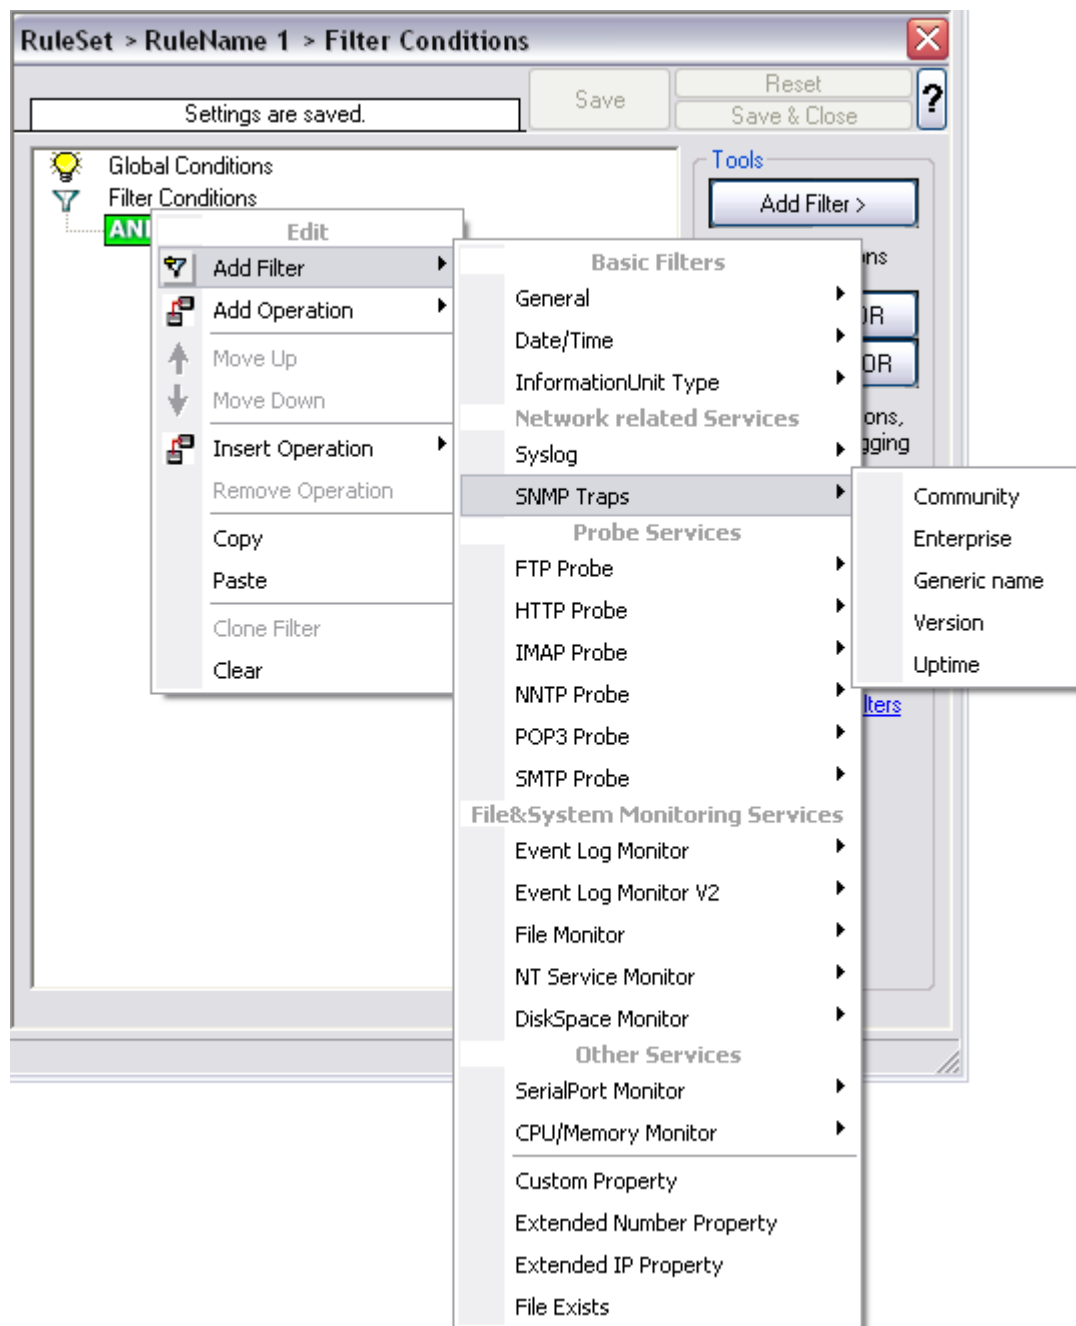 RuleSet > RuleName 1 > Filter Conditions
Settings are saved.
Save
Reset
Save & Close
?
Global Conditions
Filter Conditions
Tools
Add Filter >
Edit
Add Filter
Add Operation
Move Up
Move Down
Insert Operation
Remove Operation
Copy
Paste
Clone Filter
Clear
Basic Filters
General
Date/Time
InformationUnit Type
Network related Services
Syslog
SNMP Traps
Probe Services
FTP Probe
HTTP Probe
IMAP Probe
NNTP Probe
POP3 Probe
SMTP Probe
File&System Monitoring Services
Event Log Monitor
Event Log Monitor V2
File Monitor
NT Service Monitor
DiskSpace Monitor
Other Services
SerialPort Monitor
CPU/Memory Monitor
Custom Property
Extended Number Property
Extended IP Property
File Exists
Community
Enterprise
Generic name
Version
Uptime